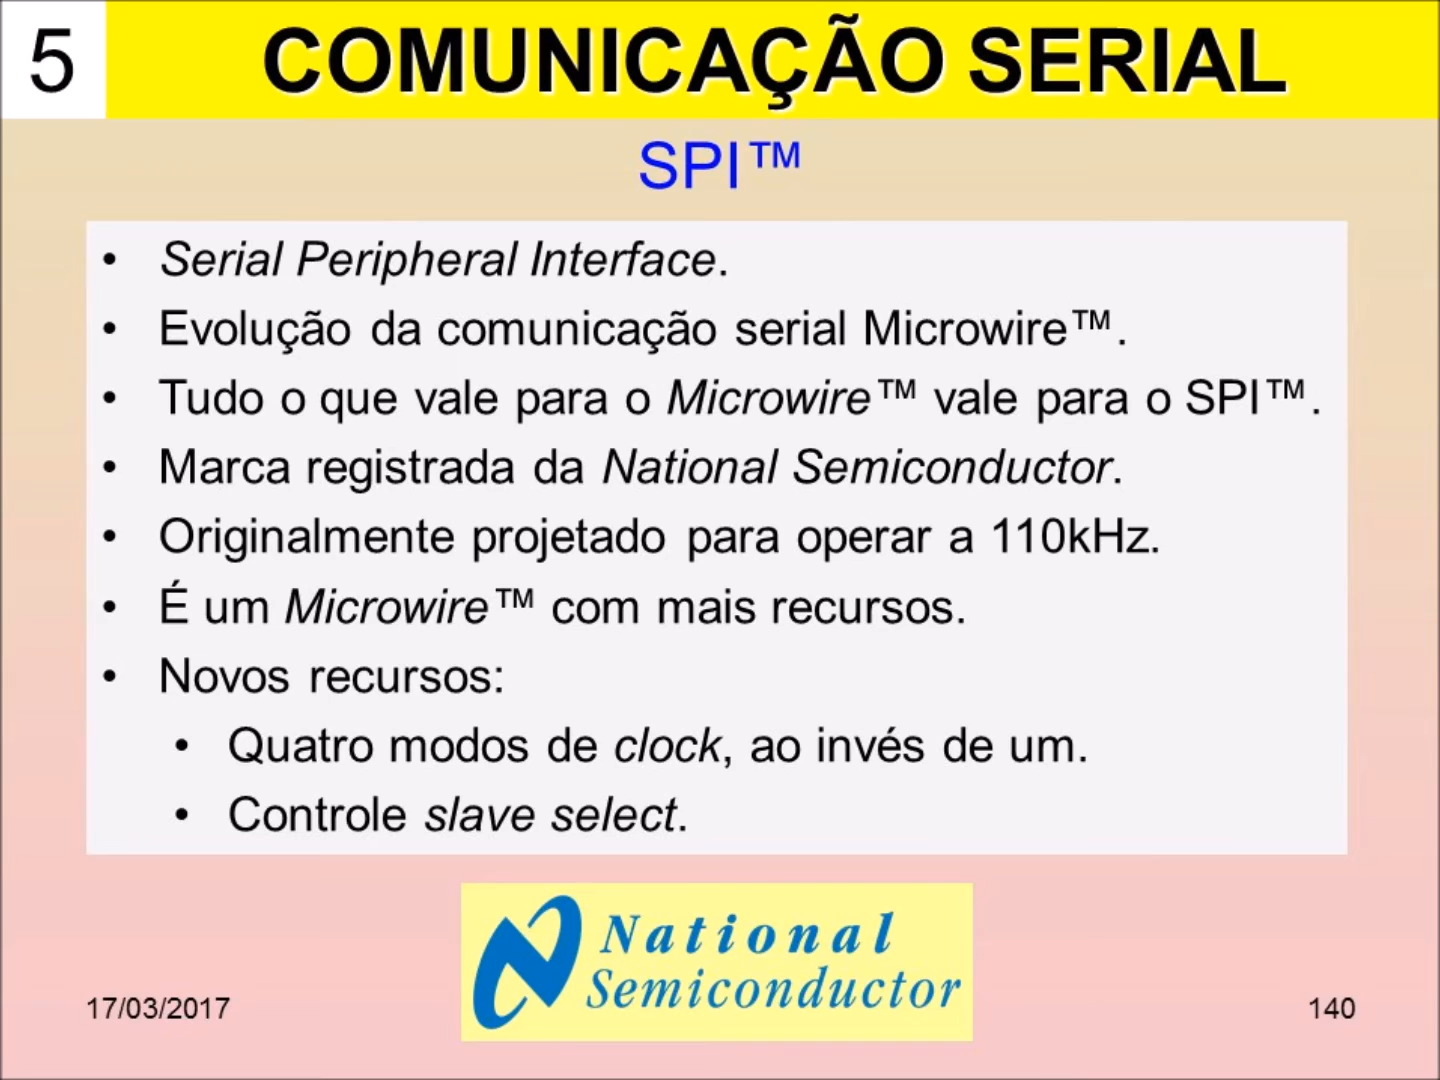 5
COMUNICAÇÃO SERIAL
SPI™
• Serial Peripheral Interface.
• Evolução da comunicação serial Microwire™.
• Tudo o que vale para o Microwire™ vale para o SPI™.
• Marca registrada da National Semiconductor.
• Originalmente projetado para operar a 110kHz.
• É um Microwire™ com mais recursos.
• Novos recursos:
• Quatro modos de clock, ao invés de um.
• Controle slave select.
National
Semiconductor
17/03/2017
140